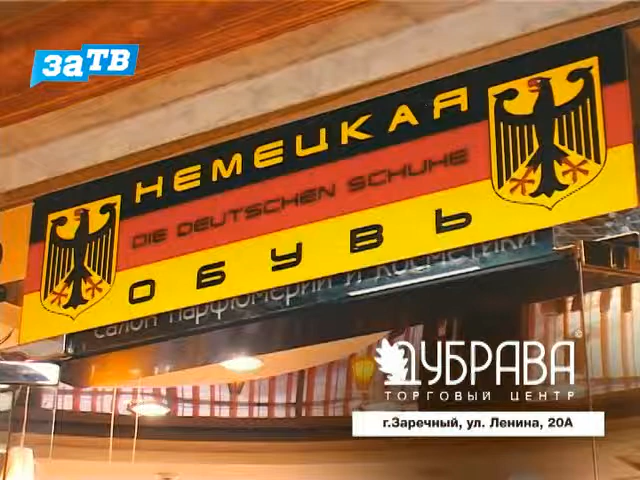 заТВ
НЕМЕЦКАЯ
DIE DEUTSCHEN SCHUHE
ОБУВЬ
салон парфюмерии и косметики
ДУБРАВА
ТОРГОВЫЙ ЦЕНТР
г.Заречный, ул. Ленина, 20А